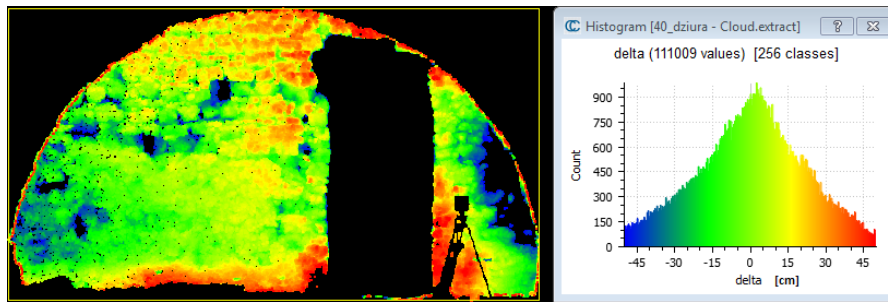 Histogram [40_dziura - Cloud.extract]
delta (111009 values) [256 classes]
900
750
600
450
300
150
0
Count
-45 -30 -15 0 15 30 45
delta [cm]